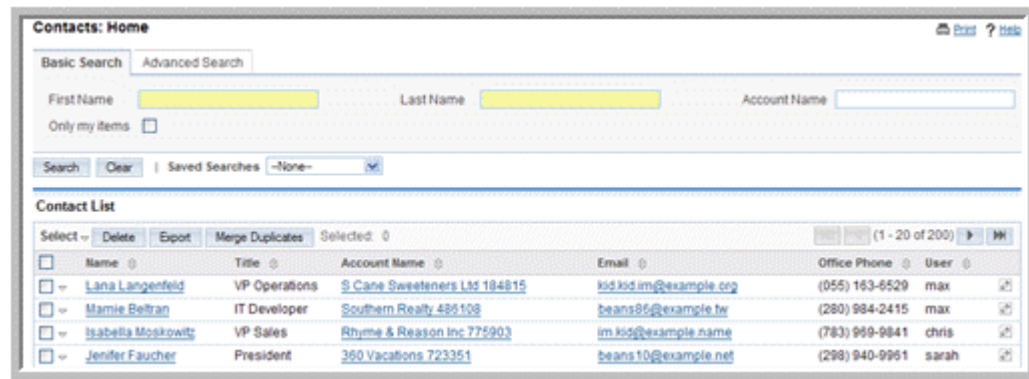 Contacts: Home Print ? Help
Basic Search Advanced Search
First Name Last Name Account Name
Only my items
Search Clear | Saved Searches --None--
Contact List
Select Delete Export Merge Duplicates Selected: 0 (1 - 20 of 200)
Name Title Account Name Email Office Phone User
Lana Langenfeld VP Operations S Cane Sweeteners Ltd 184815 kid.kid.im@example.org (055) 163-6529 max
Mamie Beltran IT Developer Southern Realty 486108 beans86@example.tw (280) 984-2415 max
Isabella Moskowitz VP Sales Rhyme & Reason Inc 775903 im.kid@example.name (783) 969-9841 chris
Jenifer Faucher President 360 Vacations 723351 beans10@example.net (298) 940-9961 sarah